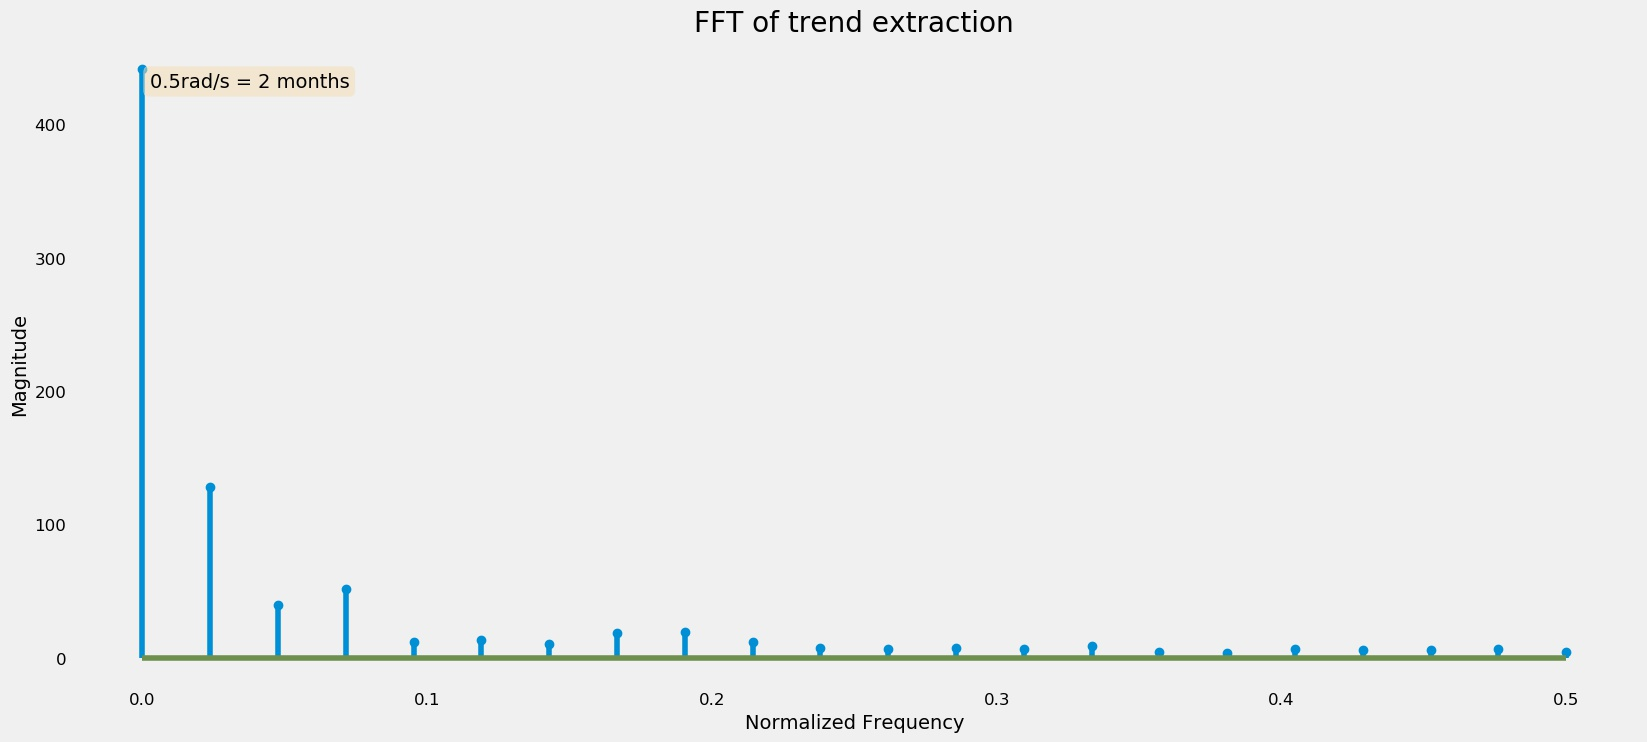 FFT of trend extraction
0.5rad/s = 2 months
400
300
200
100
0
Magnitude
0.0 0.1 0.2 0.3 0.4 0.5
Normalized Frequency